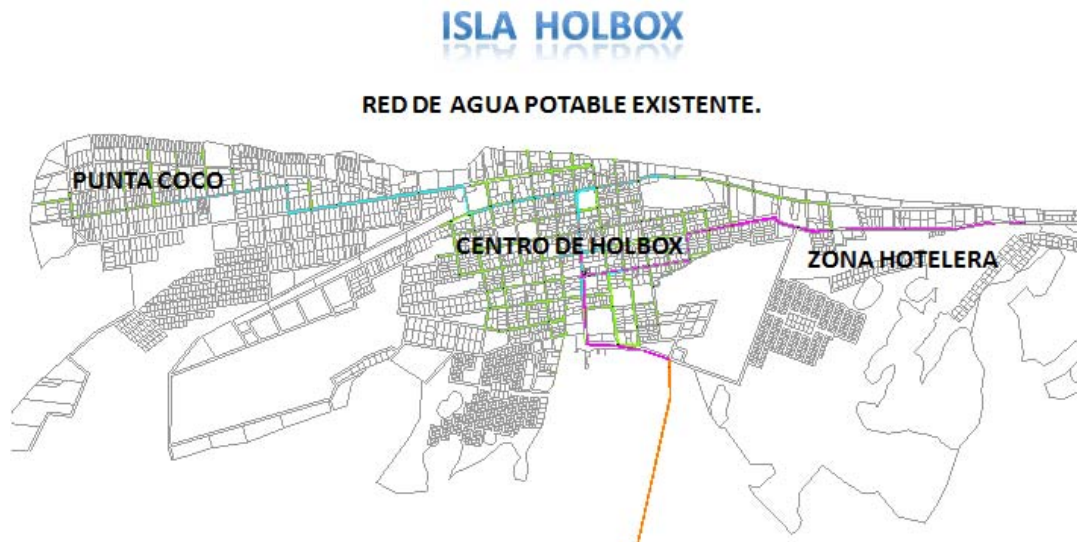 ISLA HOLBOX
RED DE AGUA POTABLE EXISTENTE.
PUNTA COCO
CENTRO DE HOLBOX
ZONA HOTELERA